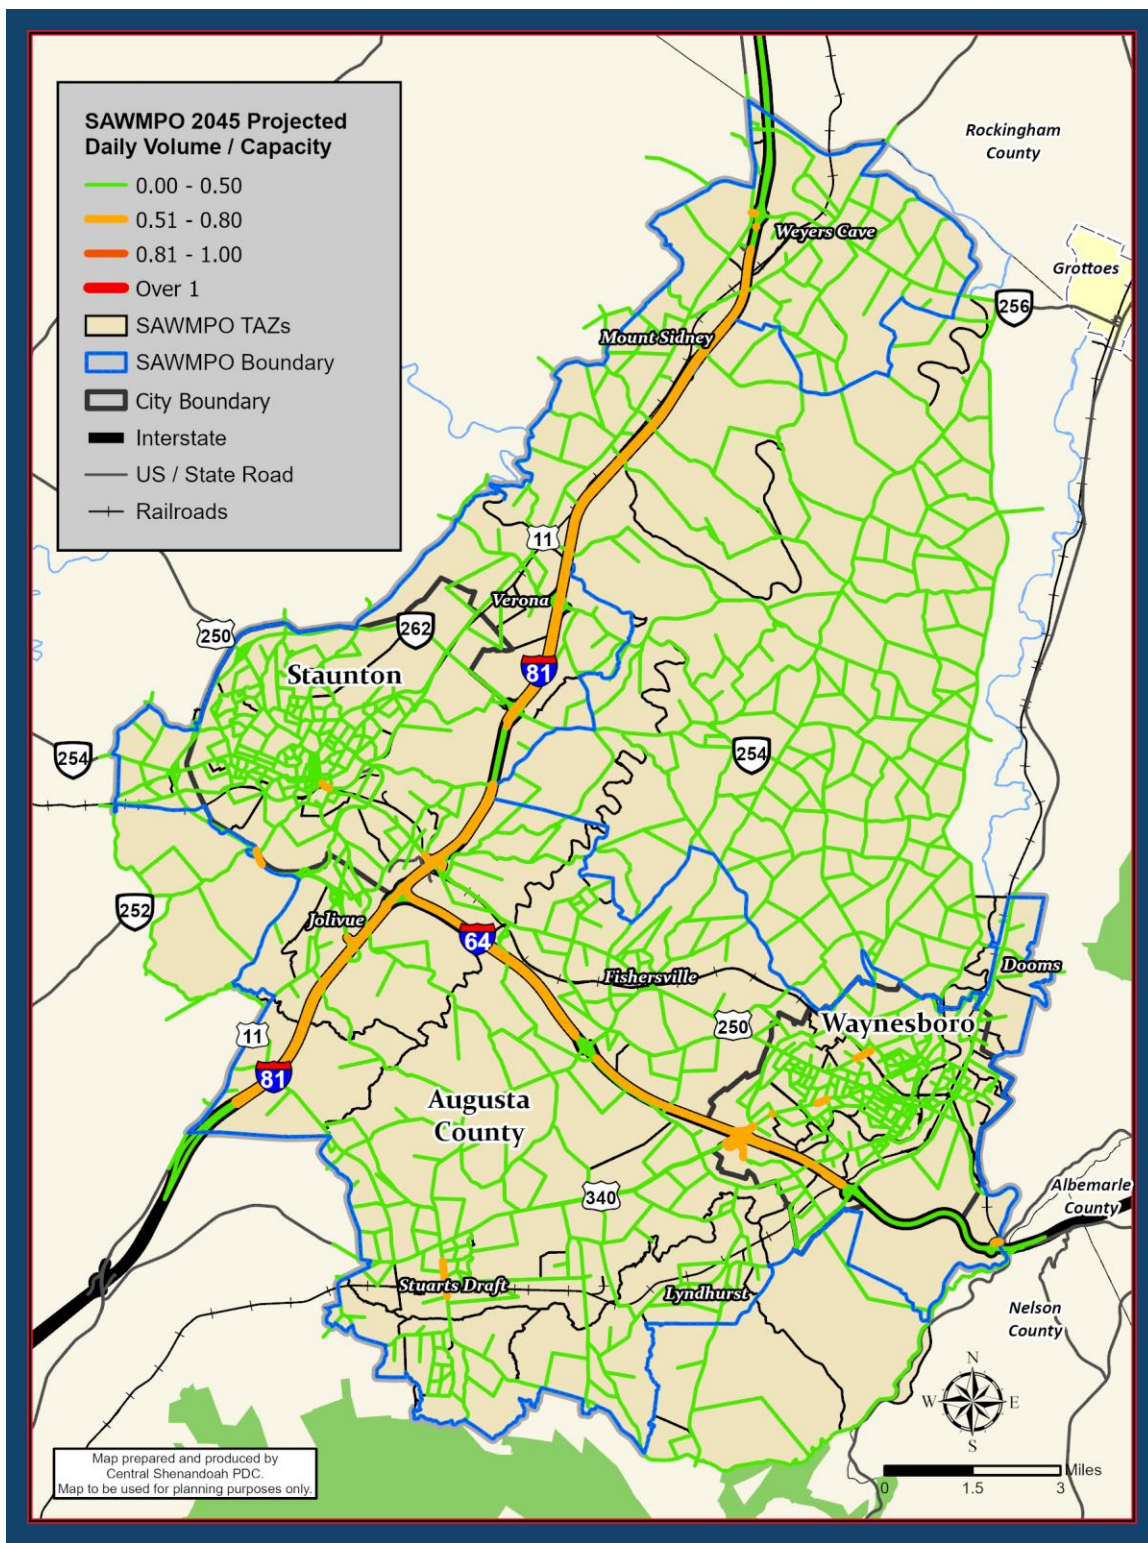 SAWMPO 2045 Projected
Daily Volume / Capacity
0.00 - 0.50
0.51 - 0.80
0.81 - 1.00
Over 1
SAWMPO TAZs
SAWMPO Boundary
City Boundary
Interstate
US / State Road
Railroads
Rockingham
County
Weyers Cave
Grottoes
256
Mount Sidney
11
Verona
262
250
81
Staunton
254
254
252
Jolivue
64
Fishersville
Dooms
250
Waynesboro
11
81
Augusta
County
340
Albemarle
County
Stuarts Draft
Lyndhurst
Nelson
County
N
W
E
S
Miles
0
1.5
3
Map prepared and produced by
Central Shenandoah PDC.
Map to be used for planning purposes only.